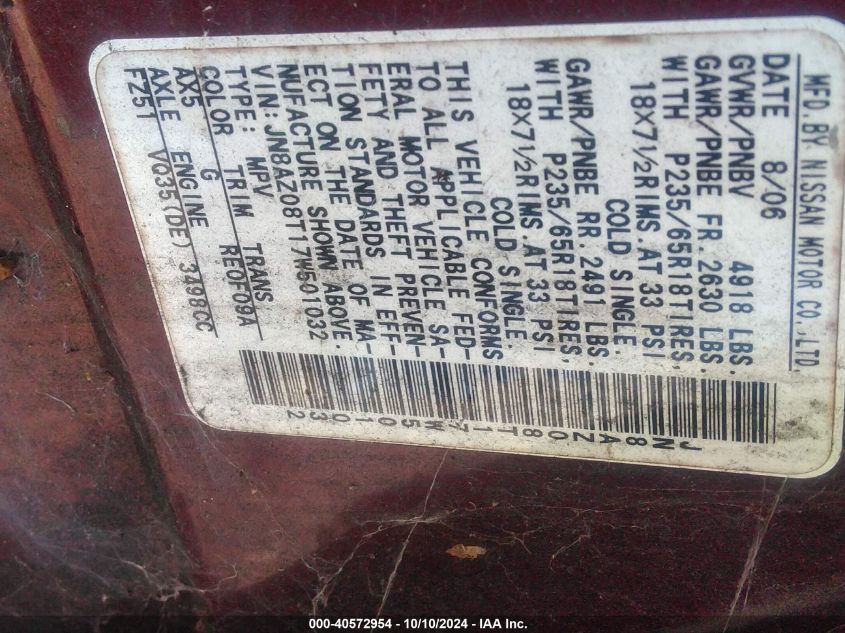 MFD. BY NISSAN MOTOR CO.,LTD
DATE 8/06
GVWR/PNBV 4918 LBS.
GAWR/PNBE FR. 2630 LBS.
WITH P235/65R18TIRES,
18X7 1/2RIMS. AT 33 PSI
COLD SINGLE.
GAWR/PNBE RR. 2491 LBS.
WITH P235/65R18TIRES,
18X7 1/2RIMS. AT 33 PSI
COLD SINGLE
THIS VEHICLE CONFORMS
TO ALL APPLICABLE FED-
ERAL MOTOR VEHICLE SA-
FETY AND THEFT PREVEN-
TION STANDARDS IN EFF-
ECT ON THE DATE OF MA-
NUFACTURE SHOWN ABOVE.
VIN: JN8AZ08T17W501032
TYPE: MPV
COLOR TRIM TRANS
AX5 G RE0F09A
AXLE ENGINE
FZ51 VQ35(DE) 3498CC
JN8AZ08T17W501032
000-40572954 - 10/10/2024 - IAA Inc.